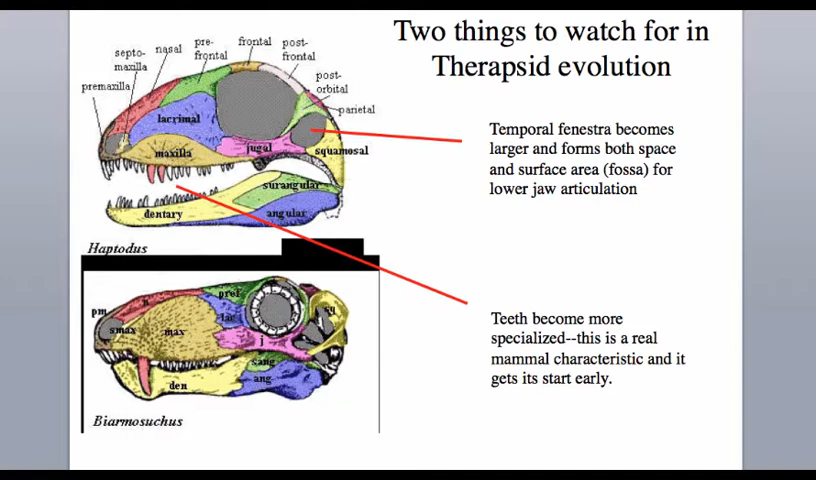 Two things to watch for in
Therapsid evolution
septo-
maxilla
nasal
pre-
frontal
frontal
post-
frontal
post-
orbital
parietal
premaxilla
lacrimal
maxilla
jugal
squamosal
surangular
dentary
angular
Haptodus
Temporal fenestra becomes
larger and forms both space
and surface area (fossa) for
lower jaw articulation
pm
n
pref
lac
smax
max
j
sq
sang
den
ang
Biarmosuchus
Teeth become more
specialized--this is a real
mammal characteristic and it
gets its start early.